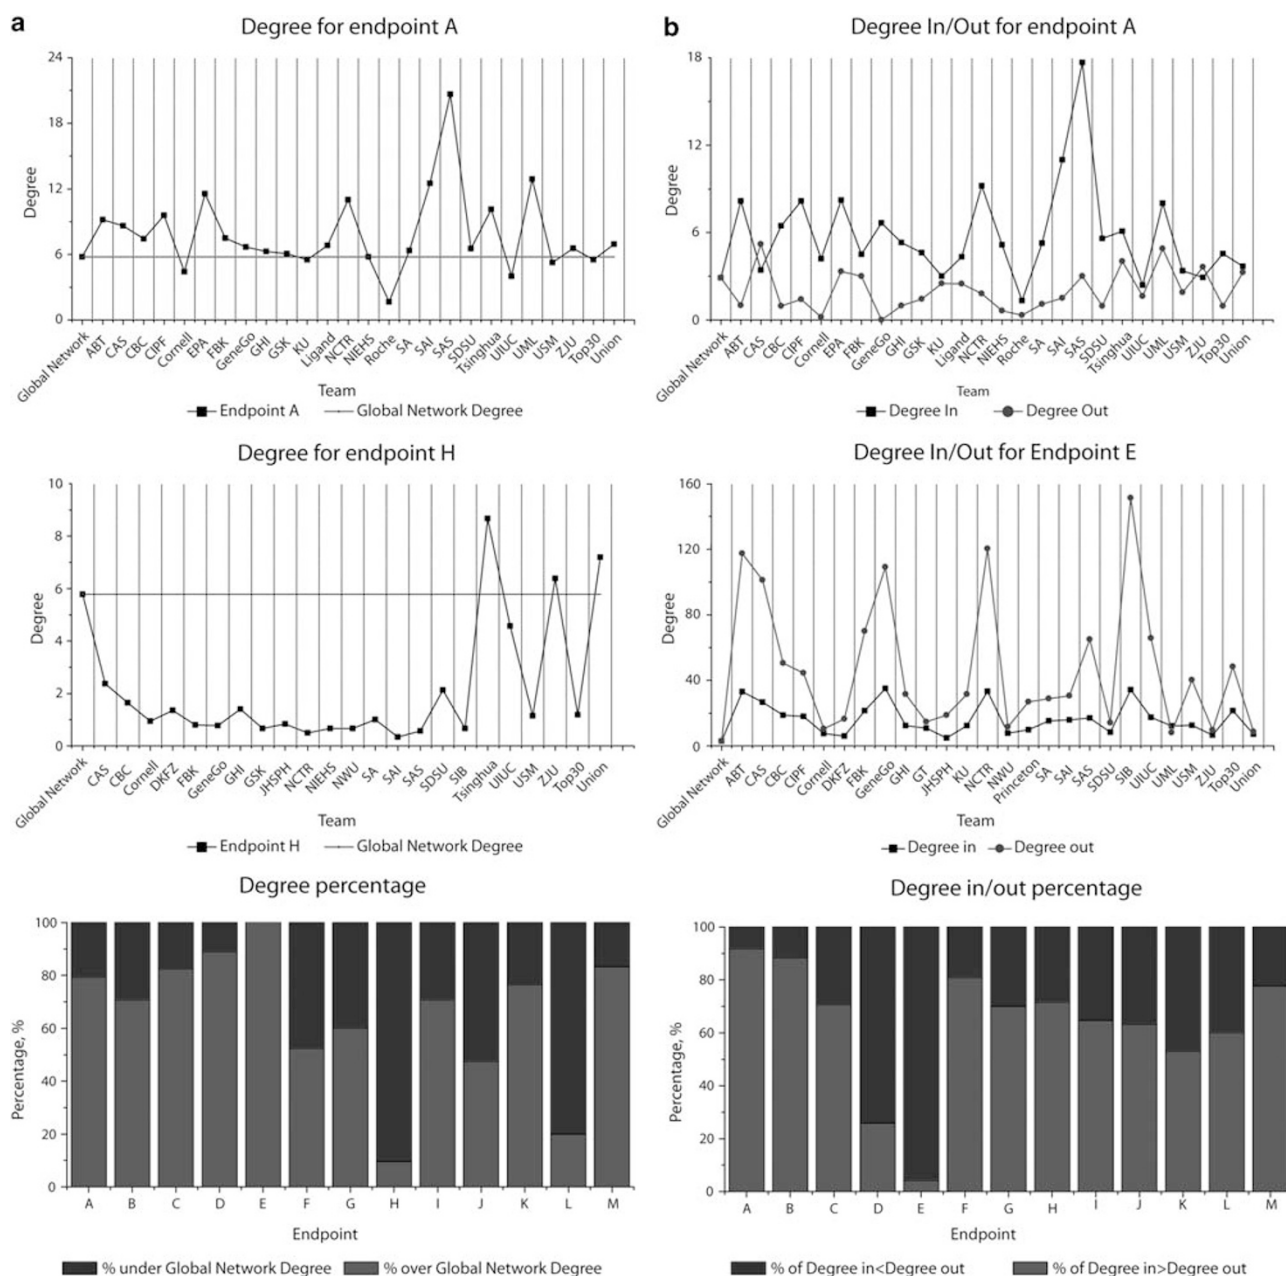 a
Degree for endpoint A
24
18
12
6
0
Degree
Global Network
ABT
CAS
CBC
CIPF
Cornell
EPA
FBK
GeneGo
GHI
GSK
KU
Ligand
NCTR
NIEHS
Roche
SA
SAI
SAS
SDSU
Tsinghua
UIUC
UML
USM
ZJU
Top30
Union
Team
Endpoint A Global Network Degree
b
Degree In/Out for endpoint A
18
12
6
0
Degree
Global Network
ABT
CAS
CBC
CIPF
Cornell
EPA
FBK
GeneGo
GHI
GSK
KU
Ligand
NCTR
NIEHS
Roche
SA
SAI
SAS
SDSU
Tsinghua
UIUC
UML
USM
ZJU
Top30
Union
Team
Degree In Degree Out
Degree for endpoint H
10
8
6
4
2
0
Degree
Global Network
CAS
CBC
Cornell
DKFZ
FBK
GeneGo
GHI
GSK
JHSPH
NCTR
NIEHS
NWU
SA
SAI
SAS
SDSU
SIB
Tsinghua
UIUC
USM
ZJU
Top30
Union
Team
Endpoint H Global Network Degree
Degree In/Out for Endpoint E
160
120
80
40
0
Degree
Global Network
ABT
CAS
CBC
CIPF
Cornell
DKFZ
FBK
GeneGo
GHI
GT
JHSPH
KU
NCTR
NWU
Princeton
SA
SAI
SAS
SDSU
SIB
UIUC
UML
USM
ZJU
Top30
Union
Team
Degree in Degree out
Degree percentage
100
80
60
40
20
0
Percentage, %
A B C D E F G H I J K L M
Endpoint
% under Global Network Degree % over Global Network Degree
Degree in/out percentage
100
80
60
40
20
0
Percentage, %
A B C D E F G H I J K L M
Endpoint
% of Degree in<Degree out % of Degree in>Degree out